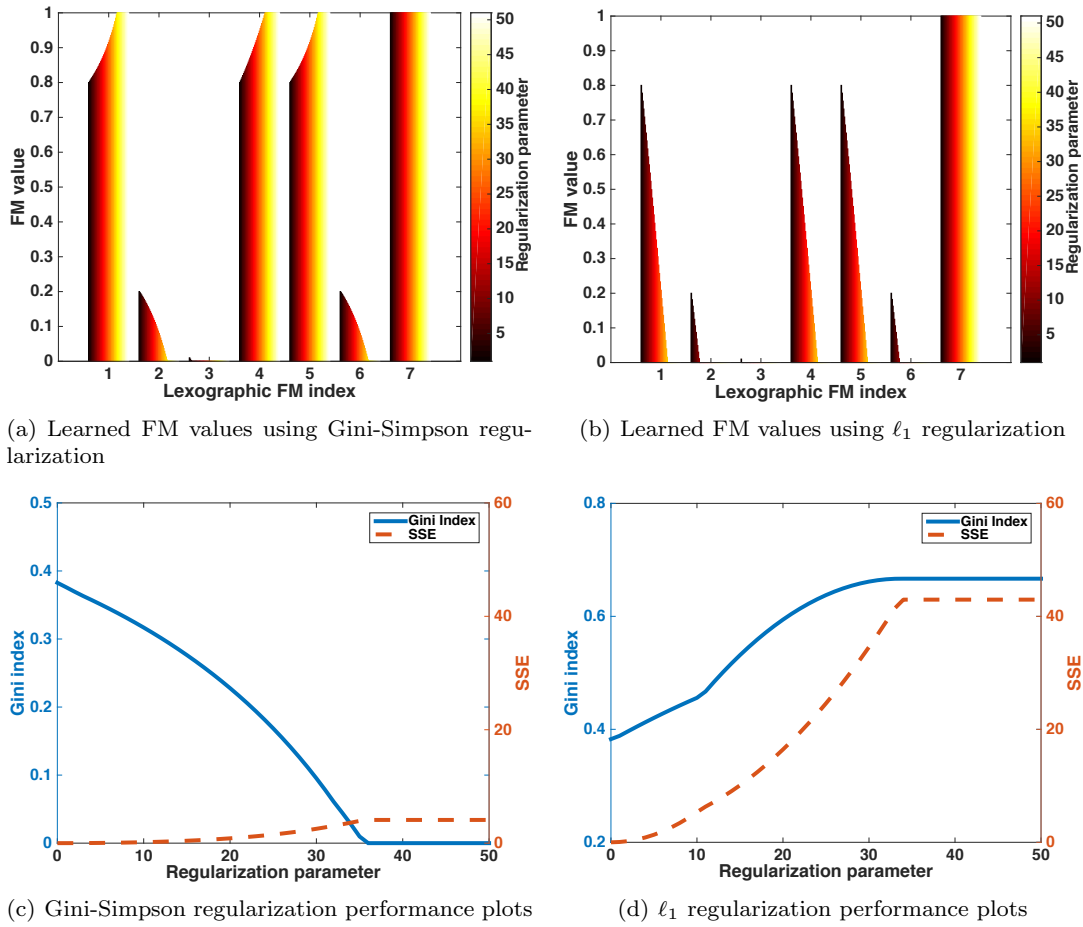 1
0.9
0.8
0.7
0.6
0.5
0.4
0.3
0.2
0.1
0
FM value
1 2 3 4 5 6 7
Lexographic FM index
50
45
40
35
30
25
20
15
10
5
Regularization parameter
(a) Learned FM values using Gini-Simpson regu-
larization
1
0.9
0.8
0.7
0.6
0.5
0.4
0.3
0.2
0.1
0
FM value
1 2 3 4 5 6 7
Lexographic FM index
50
45
40
35
30
25
20
15
10
5
Regularization parameter
(b) Learned FM values using ℓ₁ regularization
0.5
0.4
0.3
0.2
0.1
0
Gini index
Gini Index
SSE
60
40
20
0
SSE
0 10 20 30 40 50
Regularization parameter
(c) Gini-Simpson regularization performance plots
0.8
0.6
0.4
0.2
Gini index
Gini Index
SSE
60
40
20
0
SSE
0 10 20 30 40 50
Regularization parameter
(d) ℓ₁ regularization performance plots